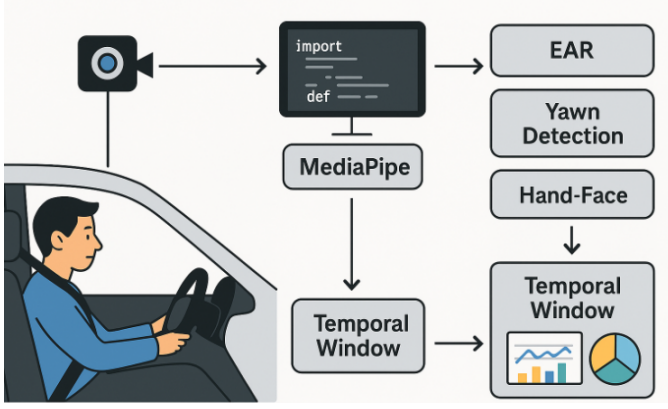 import
def
MediaPipe
Temporal
Window
EAR
Yawn
Detection
Hand-Face
Temporal
Window